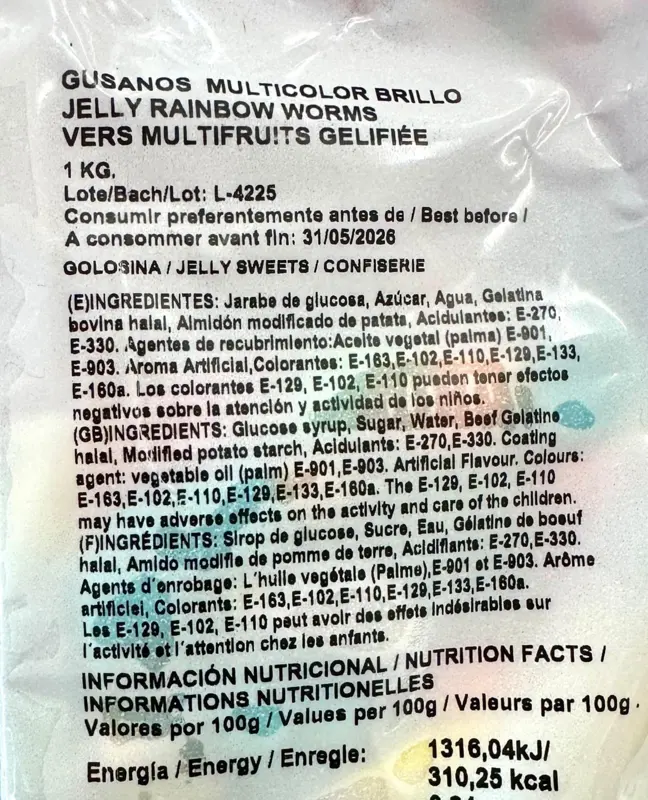 GUSANOS MULTICOLOR BRILLO
JELLY RAINBOW WORMS
VERS MULTIFRUITS GELIFIÉE
1 KG.
Lote/Bach/Lot: L-4225
Consumir preferentemente antes de / Best before /
A consommer avant fin: 31/05/2026
GOLOSINA / JELLY SWEETS / CONFISERIE
(E)INGREDIENTES: Jarabe de glucosa, Azúcar, Agua, Gelatina
bovina halal, Almidón modificado de patata, Acidulantes: E-270,
E-330. Agentes de recubrimiento:Aceite vegetal (palma) E-901,
E-903. Aroma Artificial,Colorantes: E-163,E-102,E-110,E-129,E-133,
E-160a. Los colorantes E-129, E-102, E-110 pueden tener efectos
negativos sobre la atención y actividad de los niños.
(GB)INGREDIENTS: Glucose syrup, Sugar, Water, Beef Gelatine
halal, Modified potato starch, Acidulants: E-270,E-330. Coating
agent: vegetable oil (palm) E-901,E-903. Artificial Flavour. Colours:
E-163,E-102,E-110,E-129,E-133,E-160a. The E-129, E-102, E-110
may have adverse effects on the activity and care of the children.
(F)INGRÉDIENTS: Sirop de glucose, Sucre, Eau, Gélatine de boeuf
halal, Amido modifie de pomme de terre, Acidifiants: E-270,E-330.
Agents d'enrobage: L'huile vegétale (Palme),E-901 et E-903. Arôme
artificiel, Colorants: E-163,E-102,E-110,E-129,E-133,E-160a.
Les E-129, E-102, E-110 peut avoir des effets indésirables sur
l'activité et l'attention chez les enfants.
INFORMACIÓN NUTRICIONAL / NUTRITION FACTS /
INFORMATIONS NUTRITIONELLES
Valores por 100g / Values per 100g / Valeurs par 100g.
Energía / Energy / Enregle: 1316,04kJ/
310,25 kcal